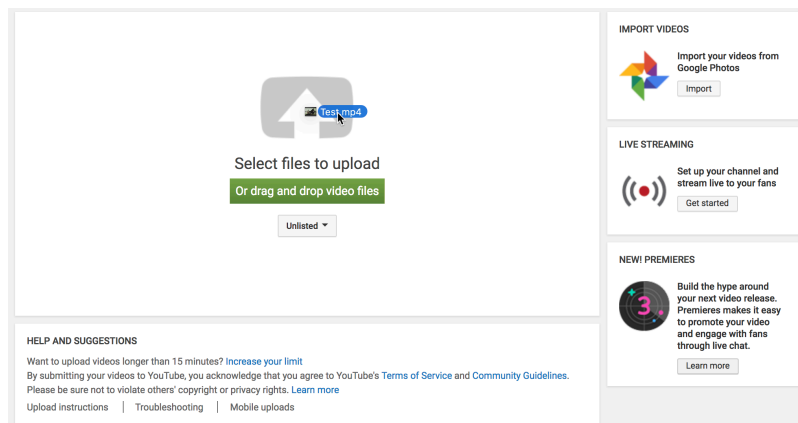 Test.mp4
Select files to upload
Or drag and drop video files
Unlisted
HELP AND SUGGESTIONS
Want to upload videos longer than 15 minutes? Increase your limit
By submitting your videos to YouTube, you acknowledge that you agree to YouTube's Terms of Service and Community Guidelines.
Please be sure not to violate others' copyright or privacy rights. Learn more
Upload instructions
Troubleshooting
Mobile uploads
IMPORT VIDEOS
Import your videos from
Google Photos
Import
LIVE STREAMING
Set up your channel and
stream live to your fans
Get started
NEW! PREMIERES
3
Build the hype around
your next video release.
Premieres makes it easy
to promote your video
and engage with fans
through live chat.
Learn more